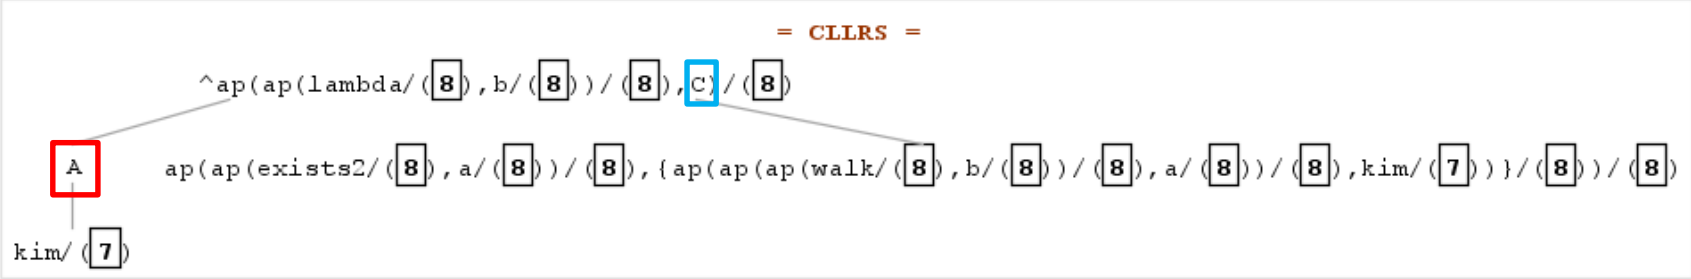 = CLLRS =
^ap(ap(lambda/(8),b/(8))/(8),C)/(8)
A ap(ap(exists2/(8),a/(8))/(8),{ap(ap(ap(walk/(8),b/(8))/(8),a/(8))/(8),kim/(7))}/(8))/(8)
kim/(7)